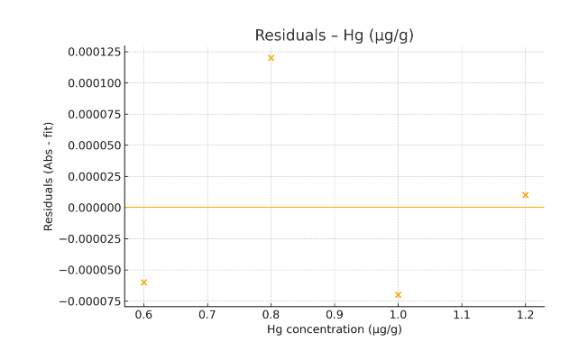 Residuals – Hg (µg/g)
0.000125
0.000100
0.000075
0.000050
0.000025
0.000000
−0.000025
−0.000050
−0.000075
Residuals (Abs - fit)
0.6 0.7 0.8 0.9 1.0 1.1 1.2
Hg concentration (µg/g)